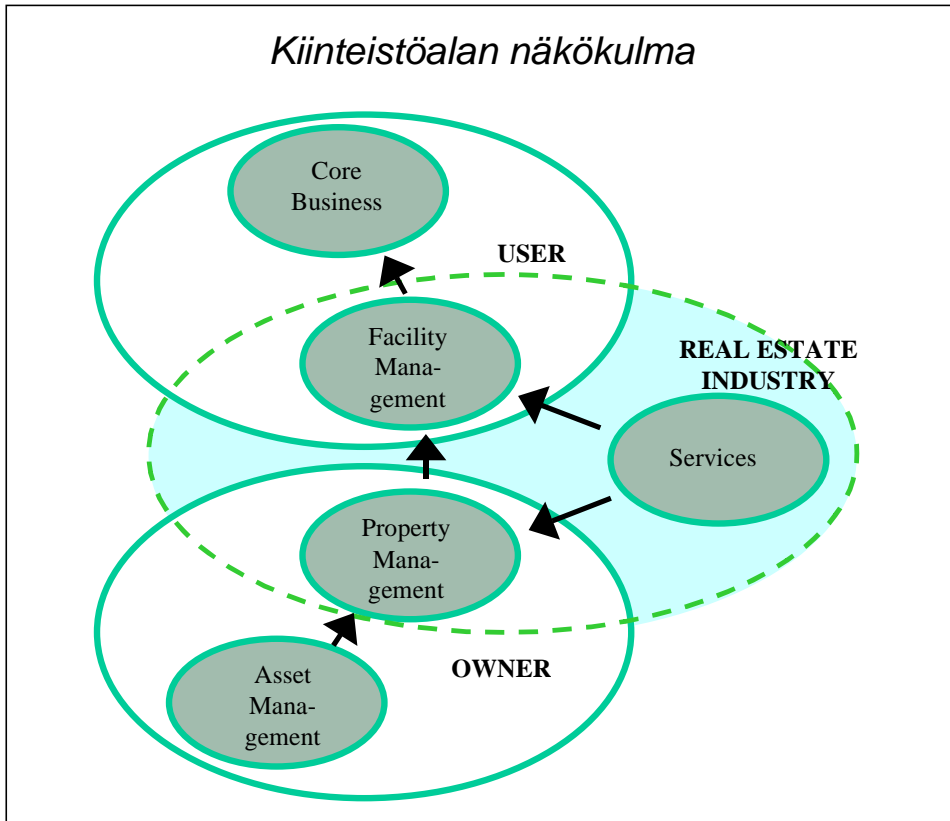 Kiinteistöalan näkökulma
Core
Business
USER
Facility
Mana-
gement
REAL ESTATE
INDUSTRY
Services
Property
Mana-
gement
OWNER
Asset
Mana-
gement